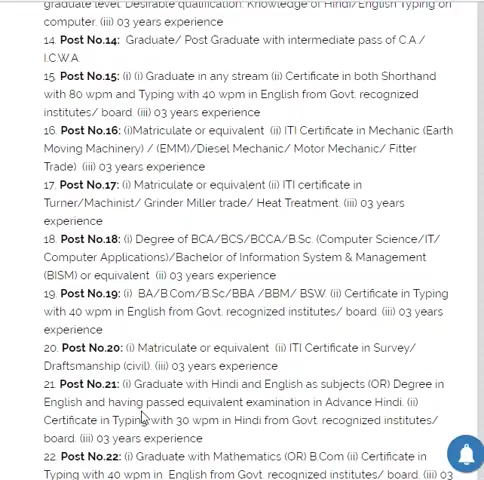 graduate level. Desirable qualification: Knowledge of Hindi/English Typing on
computer. (iii) 03 years experience
14. Post No.14: Graduate/ Post Graduate with intermediate pass of C.A./
I.C.W.A.
15. Post No.15: (i) (i) Graduate in any stream (ii) Certificate in both Shorthand
with 80 wpm and Typing with 40 wpm in English from Govt. recognized
institutes/ board. (iii) 03 years experience
16. Post No.16: (i)Matriculate or equivalent (ii) ITI Certificate in Mechanic (Earth
Moving Machinery) / (EMM)/Diesel Mechanic/ Motor Mechanic/ Fitter
Trade) (iii) 03 years experience
17. Post No.17: (i) Matriculate or equivalent (ii) ITI certificate in
Turner/Machinist/ Grinder Miller trade/ Heat Treatment. (iii) 03 years
experience
18. Post No.18: (i) Degree of BCA/BCS/BCCA/B.Sc. (Computer Science/IT/
Computer Applications)/Bachelor of Information System & Management
(BISM) or equivalent (ii) 03 years experience
19. Post No.19: (i) BA/B.Com/B.Sc/BBA /BBM/ BSW. (ii) Certificate in Typing
with 40 wpm in English from Govt. recognized institutes/ board. (iii) 03 years
experience
20. Post No.20: (i) Matriculate or equivalent (ii) ITI Certificate in Survey/
Draftsmanship (civil). (iii) 03 years experience
21. Post No.21: (i) Graduate with Hindi and English as subjects (OR) Degree in
English and having passed equivalent examination in Advance Hindi. (ii)
Certificate in Typing with 30 wpm in Hindi from Govt. recognized institutes/
board. (iii) 03 years experience
22. Post No.22: (i) Graduate with Mathematics (OR) B.Com (ii) Certificate in
Typing with 40 wpm in English from Govt. recognized institutes/ board. (iii) 03